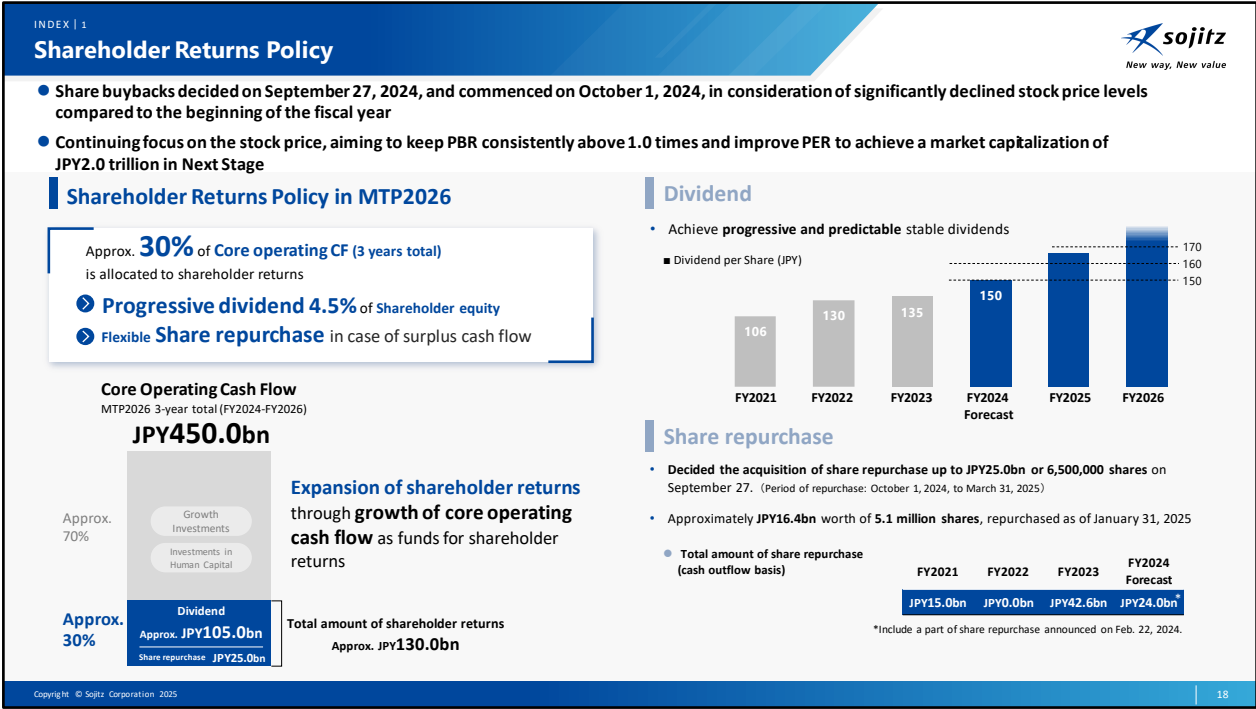 INDEX | 1
Shareholder Returns Policy
sojitz
New way, New value
● Share buybacks decided on September 27, 2024, and commenced on October 1, 2024, in consideration of significantly declined stock price levels
compared to the beginning of the fiscal year
● Continuing focus on the stock price, aiming to keep PBR consistently above 1.0 times and improve PER to achieve a market capitalization of
JPY2.0 trillion in Next Stage
Shareholder Returns Policy in MTP2026
Approx. 30% of Core operating CF (3 years total)
is allocated to shareholder returns
Progressive dividend 4.5% of Shareholder equity
Flexible Share repurchase in case of surplus cash flow
Core Operating Cash Flow
MTP2026 3-year total (FY2024-FY2026)
JPY450.0bn
Approx.
70%
Growth
Investments
Investments in
Human Capital
Approx.
30%
Dividend
Approx. JPY105.0bn
Share repurchase JPY25.0bn
Expansion of shareholder returns
through growth of core operating
cash flow as funds for shareholder
returns
Total amount of shareholder returns
Approx. JPY130.0bn
Dividend
• Achieve progressive and predictable stable dividends
■ Dividend per Share (JPY)
170
160
150
106
130
135
150
FY2021
FY2022
FY2023
FY2024
Forecast
FY2025
FY2026
Share repurchase
• Decided the acquisition of share repurchase up to JPY25.0bn or 6,500,000 shares on
September 27.（Period of repurchase: October 1, 2024, to March 31, 2025）
• Approximately JPY16.4bn worth of 5.1 million shares, repurchased as of January 31, 2025
● Total amount of share repurchase
(cash outflow basis)
FY2021 FY2022 FY2023 FY2024
Forecast
JPY15.0bn JPY0.0bn JPY42.6bn JPY24.0bn*
*Include a part of share repurchase announced on Feb. 22, 2024.
Copyright © Sojitz Corporation 2025
18